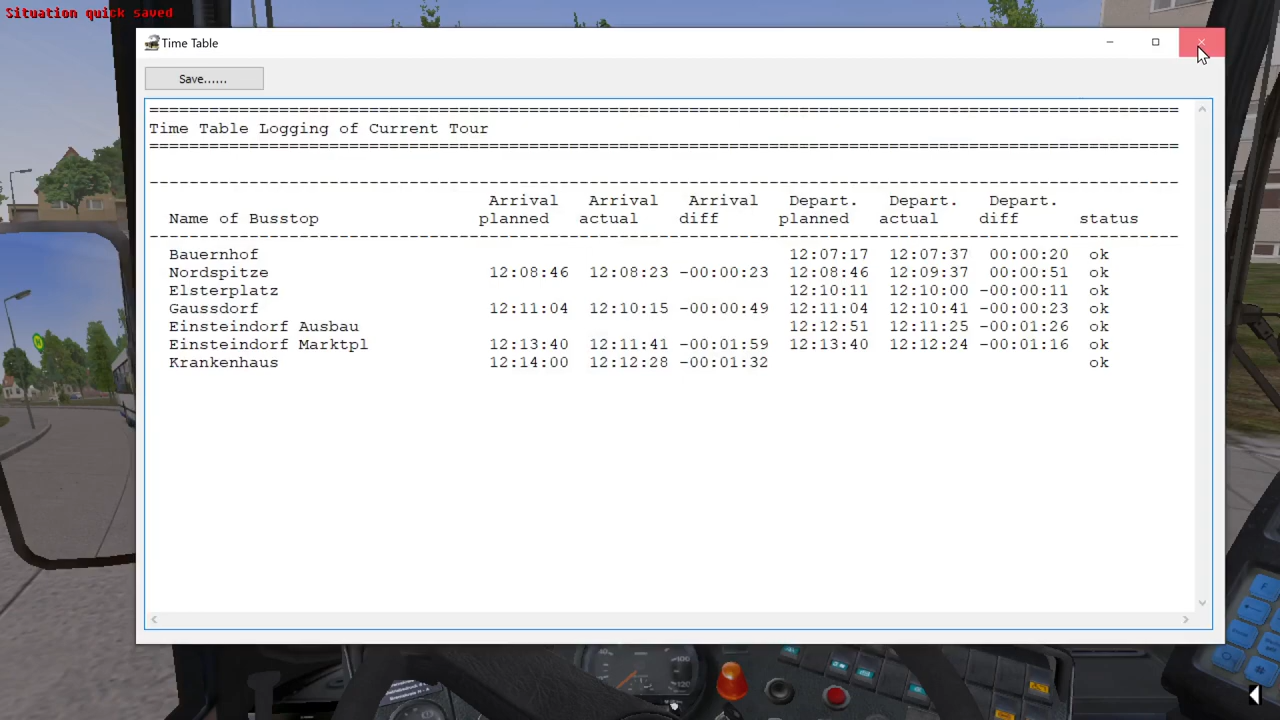 Situation quick saved
Time Table
Save......
=======================================================================================================
Time Table Logging of Current Tour
=======================================================================================================
-------------------------------------------------------------------------------------------------------
Arrival Arrival Arrival Depart. Depart. Depart.
Name of Busstop planned actual diff planned actual diff status
-------------------------------------------------------------------------------------------------------
Bauernhof 12:07:17 12:07:37 00:00:20 ok
Nordspitze 12:08:46 12:08:23 -00:00:23 12:08:46 12:09:37 00:00:51 ok
Elsterplatz 12:10:11 12:10:00 -00:00:11 ok
Gaussdorf 12:11:04 12:10:15 -00:00:49 12:11:04 12:10:41 -00:00:23 ok
Einsteindorf Ausbau 12:12:51 12:11:25 -00:01:26 ok
Einsteindorf Marktpl 12:13:40 12:11:41 -00:01:59 12:13:40 12:12:24 -00:01:16 ok
Krankenhaus 12:14:00 12:12:28 -00:01:32 ok